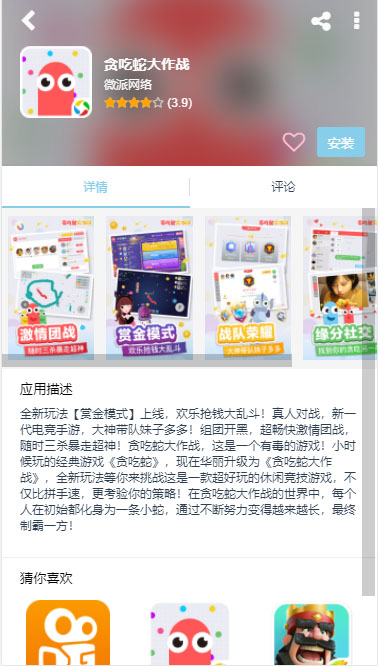 贪吃蛇大作战
微派网络
(3.9)
安装
详情
评论
激情团战
随时三杀暴走超神
赏金模式
欢乐抢钱大乱斗
战队荣耀
大神带队妹子多多
缘分社交
应用描述
全新玩法【赏金模式】上线，欢乐抢钱大乱斗！真人对战，新一
代电竞手游，大神带队妹子多多！组团开黑，超畅快激情团战，
随时三杀暴走超神！贪吃蛇大作战，这是一个有毒的游戏！小时
候玩的经典游戏《贪吃蛇》，现在华丽升级为《贪吃蛇大作
战》，全新玩法等你来挑战这是一款超好玩的休闲竞技游戏，不
仅比拼手速，更考验你的策略！在贪吃蛇大作战的世界中，每个
人在初始都化身为一条小蛇，通过不断努力变得越来越长，最终
制霸一方！
猜你喜欢